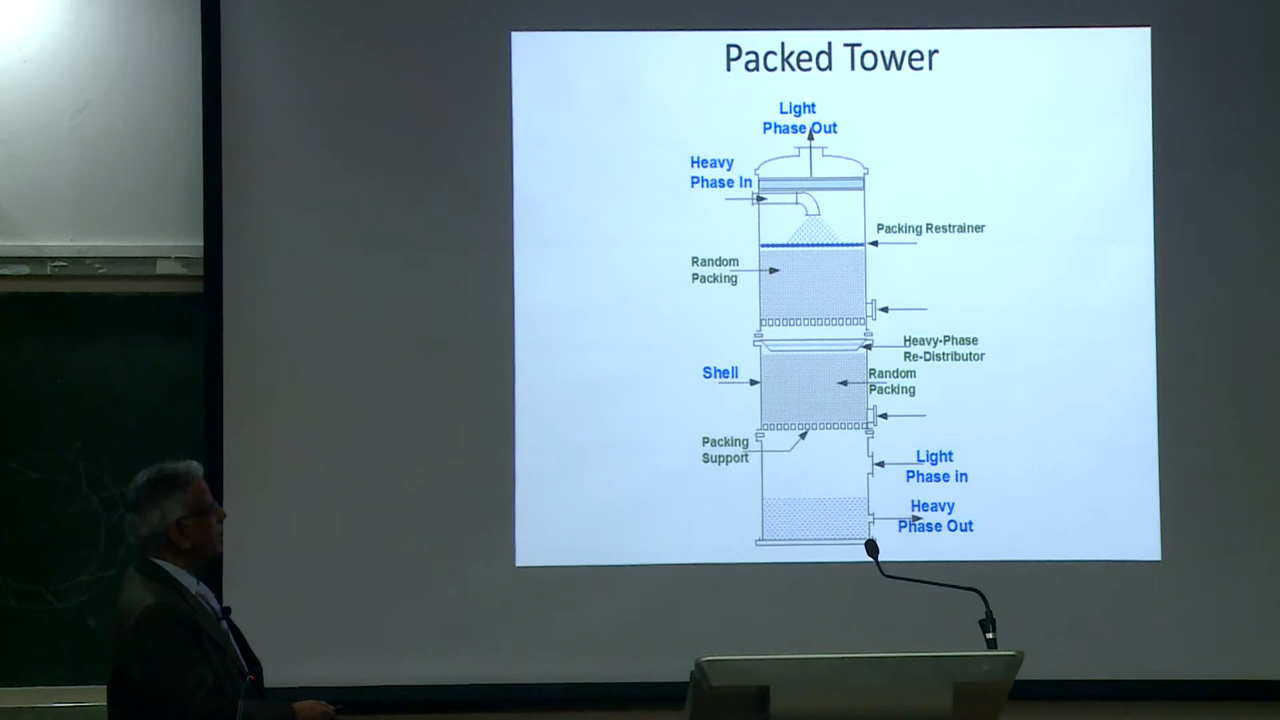 Packed Tower
Light
Phase Out
Heavy
Phase In
Packing Restrainer
Random
Packing
Heavy-Phase
Re-Distributor
Shell
Random
Packing
Packing
Support
Light
Phase in
Heavy
Phase Out